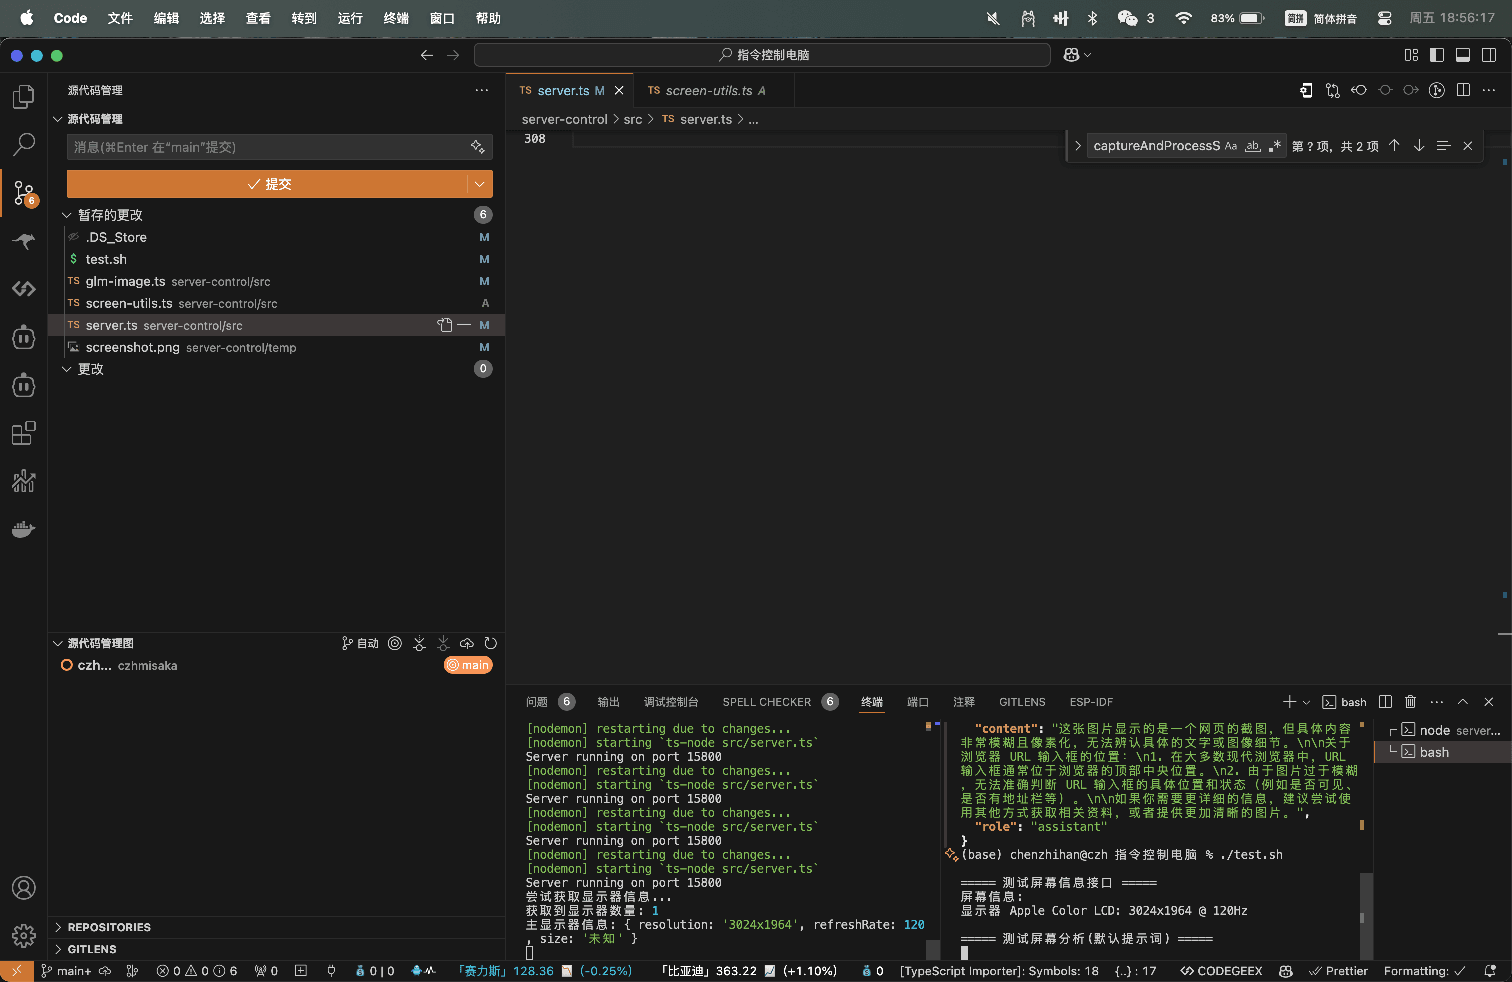 Code 文件 编辑 选择 查看 转到 运行 终端 窗口 帮助 3 83% 简拼 简体拼音 周五 18:56:17
指令控制电脑
源代码管理
源代码管理
消息(⌘Enter 在“main”提交)
提交
暂存的更改 6
.DS_Store M
test.sh M
glm-image.ts server-control/src M
screen-utils.ts server-control/src A
server.ts server-control/src M
screenshot.png server-control/temp M
更改 0
6
源代码管理图 自动
czh... czhmisaka main
REPOSITORIES
GITLENS
TS server.ts M TS screen-utils.ts A
server-control > src > TS server.ts > ...
308
captureAndProcessS Aa ab .* 第 ? 项, 共 2 项
问题 6 输出 调试控制台 SPELL CHECKER 6 终端 端口 注释 GITLENS ESP-IDF bash
[nodemon] restarting due to changes...
[nodemon] starting `ts-node src/server.ts`
Server running on port 15800
[nodemon] restarting due to changes...
[nodemon] starting `ts-node src/server.ts`
Server running on port 15800
[nodemon] restarting due to changes...
[nodemon] starting `ts-node src/server.ts`
Server running on port 15800
[nodemon] restarting due to changes...
[nodemon] starting `ts-node src/server.ts`
Server running on port 15800
尝试获取显示器信息...
获取到显示器数量: 1
主显示器信息: { resolution: '3024x1964', refreshRate: 120
, size: '未知' }
"content": "这张图片显示的是一个网页的截图，但具体内容
非常模糊且像素化，无法辨认具体的文字或图像细节。\n\n关于
浏览器 URL 输入框的位置：\n1. 在大多数现代浏览器中，URL
输入框通常位于浏览器的顶部中央位置。\n2. 由于图片过于模糊
，无法准确判断 URL 输入框的具体位置和状态（例如是否可见、
是否有地址栏等）。\n\n如果你需要更详细的信息，建议尝试使
用其他方式获取相关资料，或者提供更加清晰的图片。",
"role": "assistant"
}
(base) chenzhihan@czh 指令控制电脑 % ./test.sh
===== 测试屏幕信息接口 =====
屏幕信息:
显示器 Apple Color LCD: 3024x1964 @ 120Hz
===== 测试屏幕分析(默认提示词) =====
node server...
bash
main+ 0 0 6 0 0 | 0 「赛力斯」128.36 (-0.25%) 「比亚迪」363.22 (+1.10%) 0 [TypeScript Importer]: Symbols: 18 {..} : 17 CODEGEEX Prettier Formatting: ✓